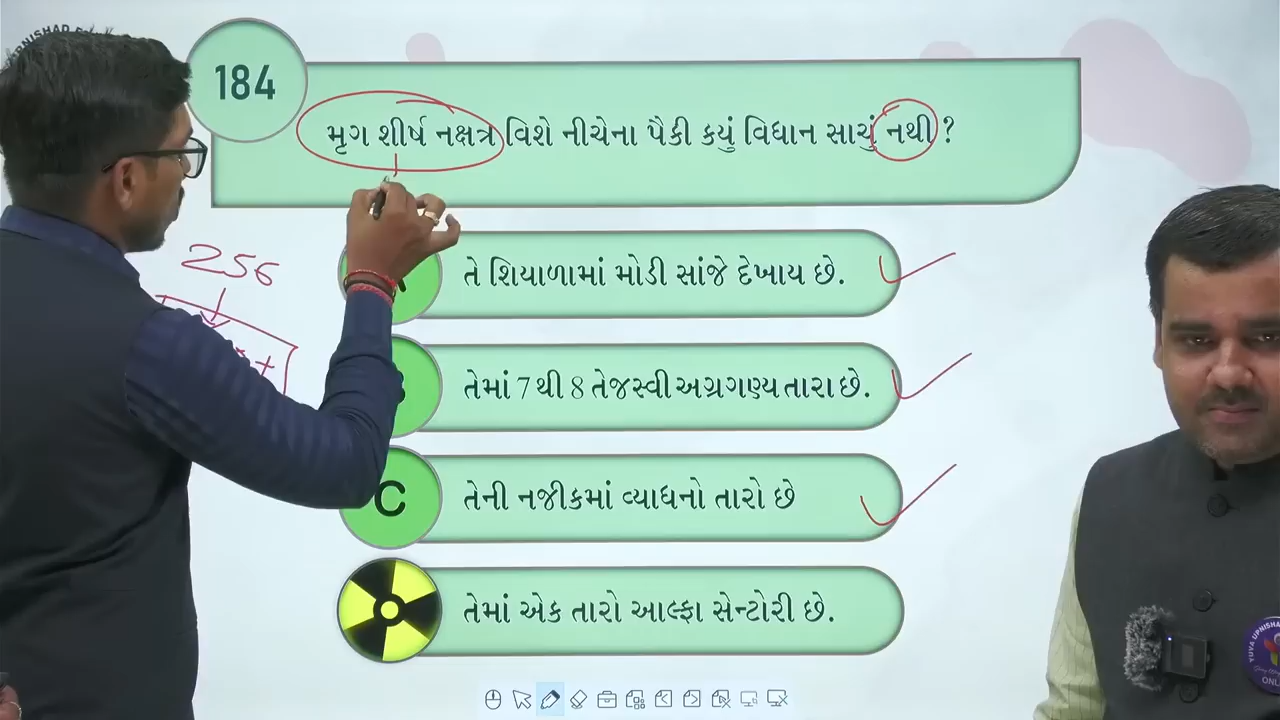 184
મૃગ શીર્ષ નક્ષત્ર વિશે નીચેના પૈકી કયું વિધાન સાચું નથી ?
256
તે શિયાળામાં મોડી સાંજે દેખાય છે.
તેમાં 7 થી 8 તેજસ્વી અગ્રગણ્ય તારા છે.
C તેની નજીકમાં વ્યાધનો તારો છે
તેમાં એક તારો આલ્ફા સેન્ટોરી છે.